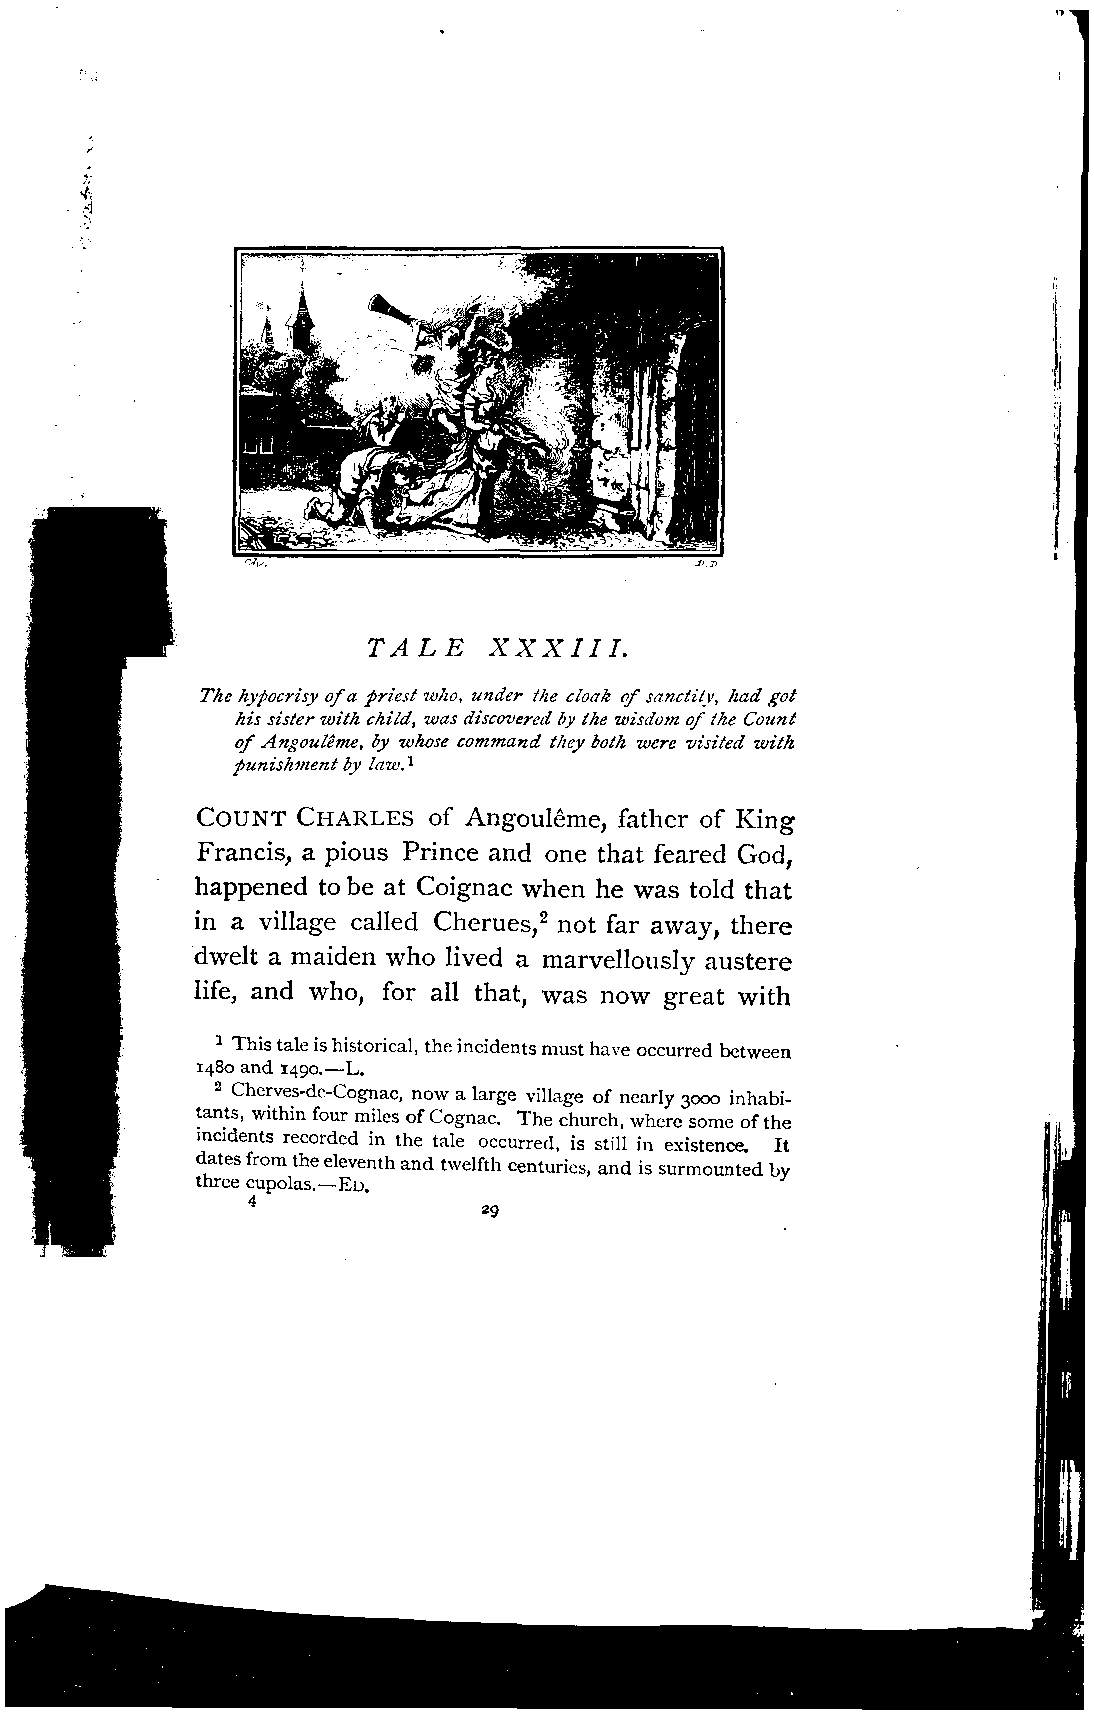 TALE XXXIII.
The hypocrisy of a priest who, under the cloak of sanctity, had got
his sister with child, was discovered by the wisdom of the Count
of Angoulême, by whose command they both were visited with
punishment by law.¹
COUNT CHARLES of Angoulême, father of King
Francis, a pious Prince and one that feared God,
happened to be at Coignac when he was told that
in a village called Cherues,² not far away, there
dwelt a maiden who lived a marvellously austere
life, and who, for all that, was now great with
¹ This tale is historical, the incidents must have occurred between
1480 and 1490.—L.
² Cherves-de-Cognac, now a large village of nearly 3000 inhabi-
tants, within four miles of Cognac. The church, where some of the
incidents recorded in the tale occurred, is still in existence. It
dates from the eleventh and twelfth centuries, and is surmounted by
three cupolas.—ED.
4 29